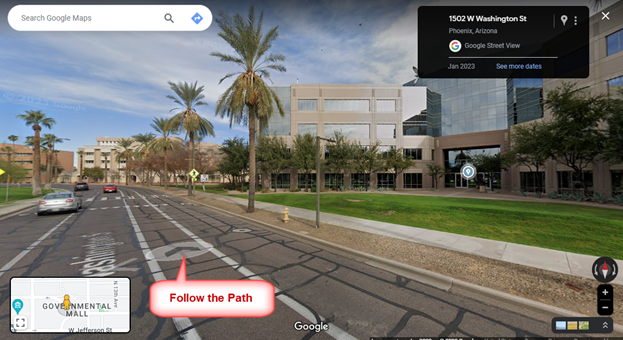 Search Google Maps
1502 W Washington St
Phoenix, Arizona
Google Street View
Jan 2023
See more dates
Follow the Path
N 13th Ave
GOVERNMENTAL
MALL
W Jefferson St
Google
+
−